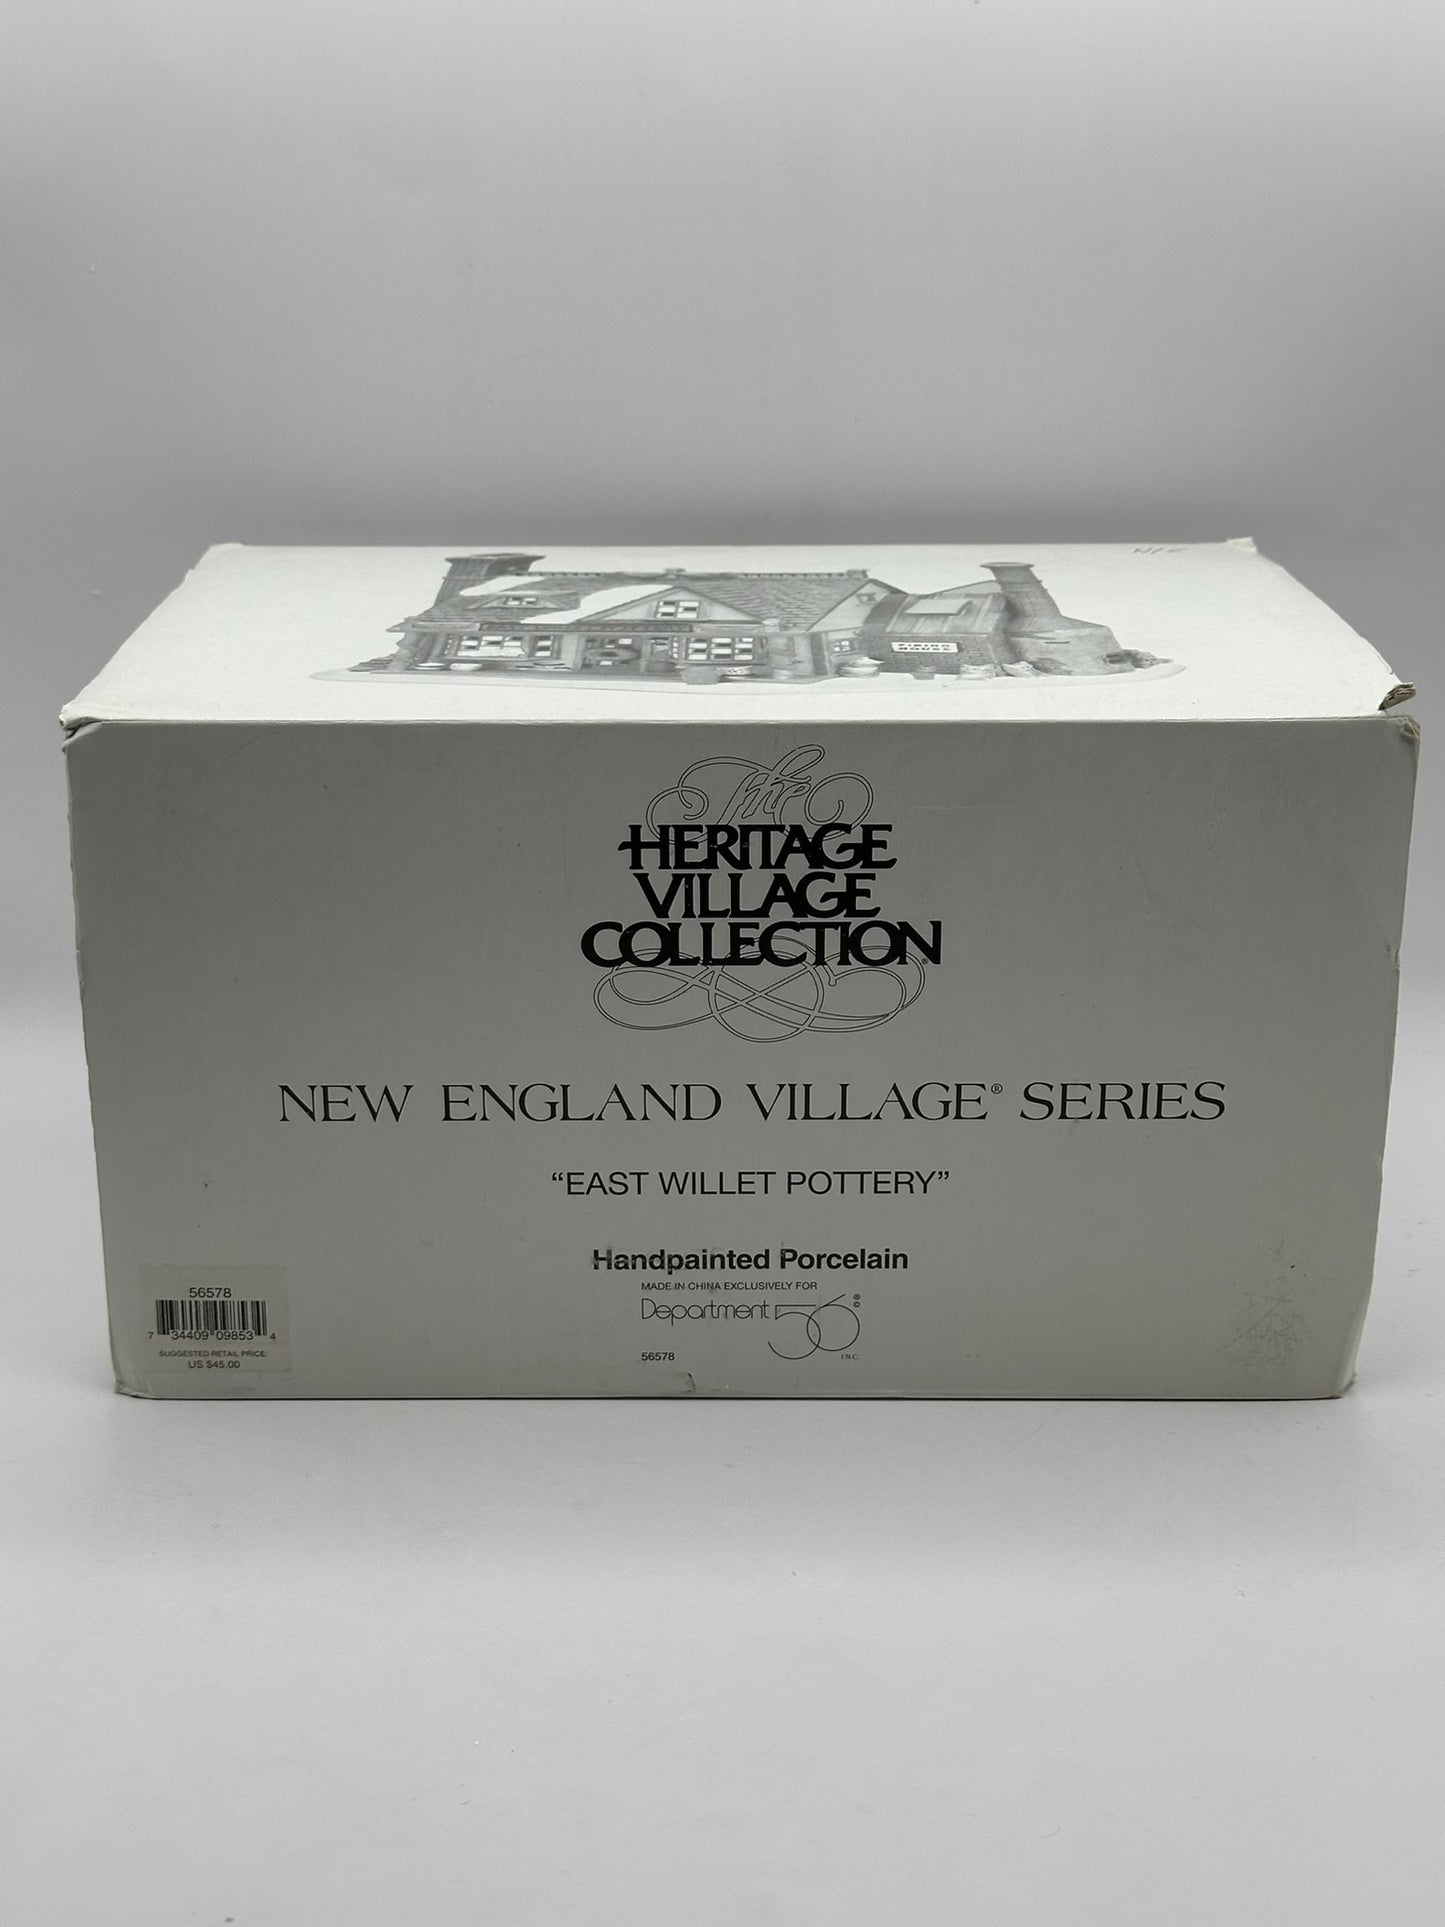 N/E
FIRING
HOUSE
The
HERITAGE
VILLAGE
COLLECTION®
NEW ENGLAND VILLAGE® SERIES
“EAST WILLET POTTERY”
Handpainted Porcelain
MADE IN CHINA EXCLUSIVELY FOR
Department 56 ®©
56578 INC.
56578
7 34409 09853 4
SUGGESTED RETAIL PRICE:
US $45.00